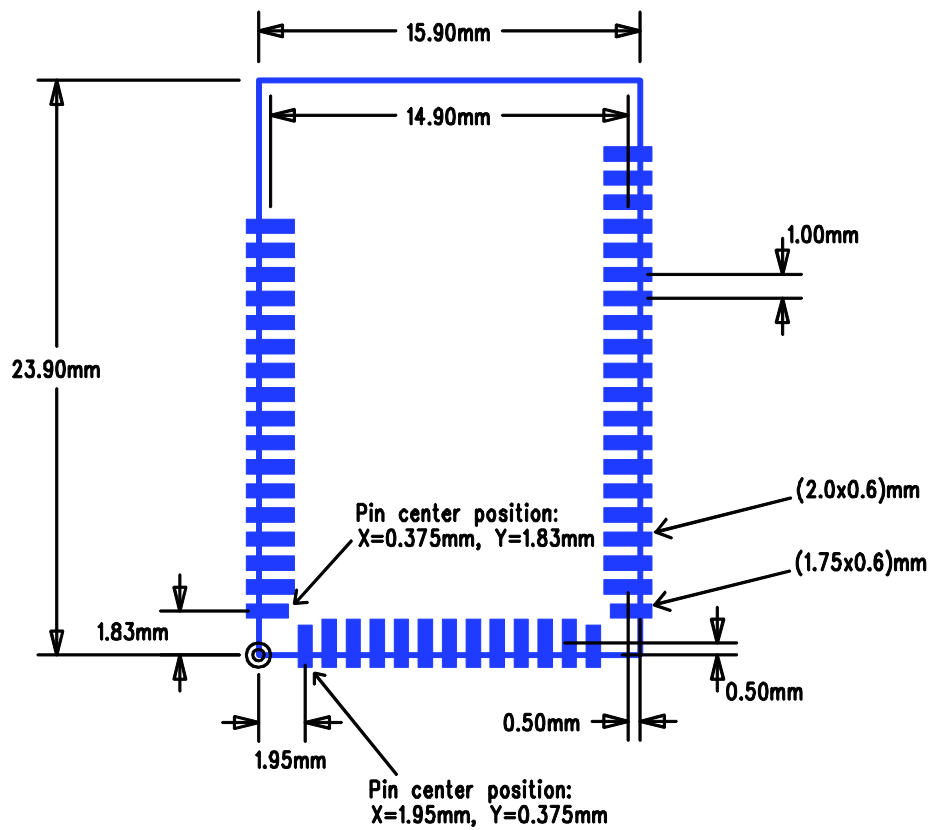 15.90mm
14.90mm
1.00mm
23.90mm
(2.0x0.6)mm
Pin center position:
X=0.375mm, Y=1.83mm
(1.75x0.6)mm
1.83mm
0.50mm
0.50mm
1.95mm
Pin center position:
X=1.95mm, Y=0.375mm